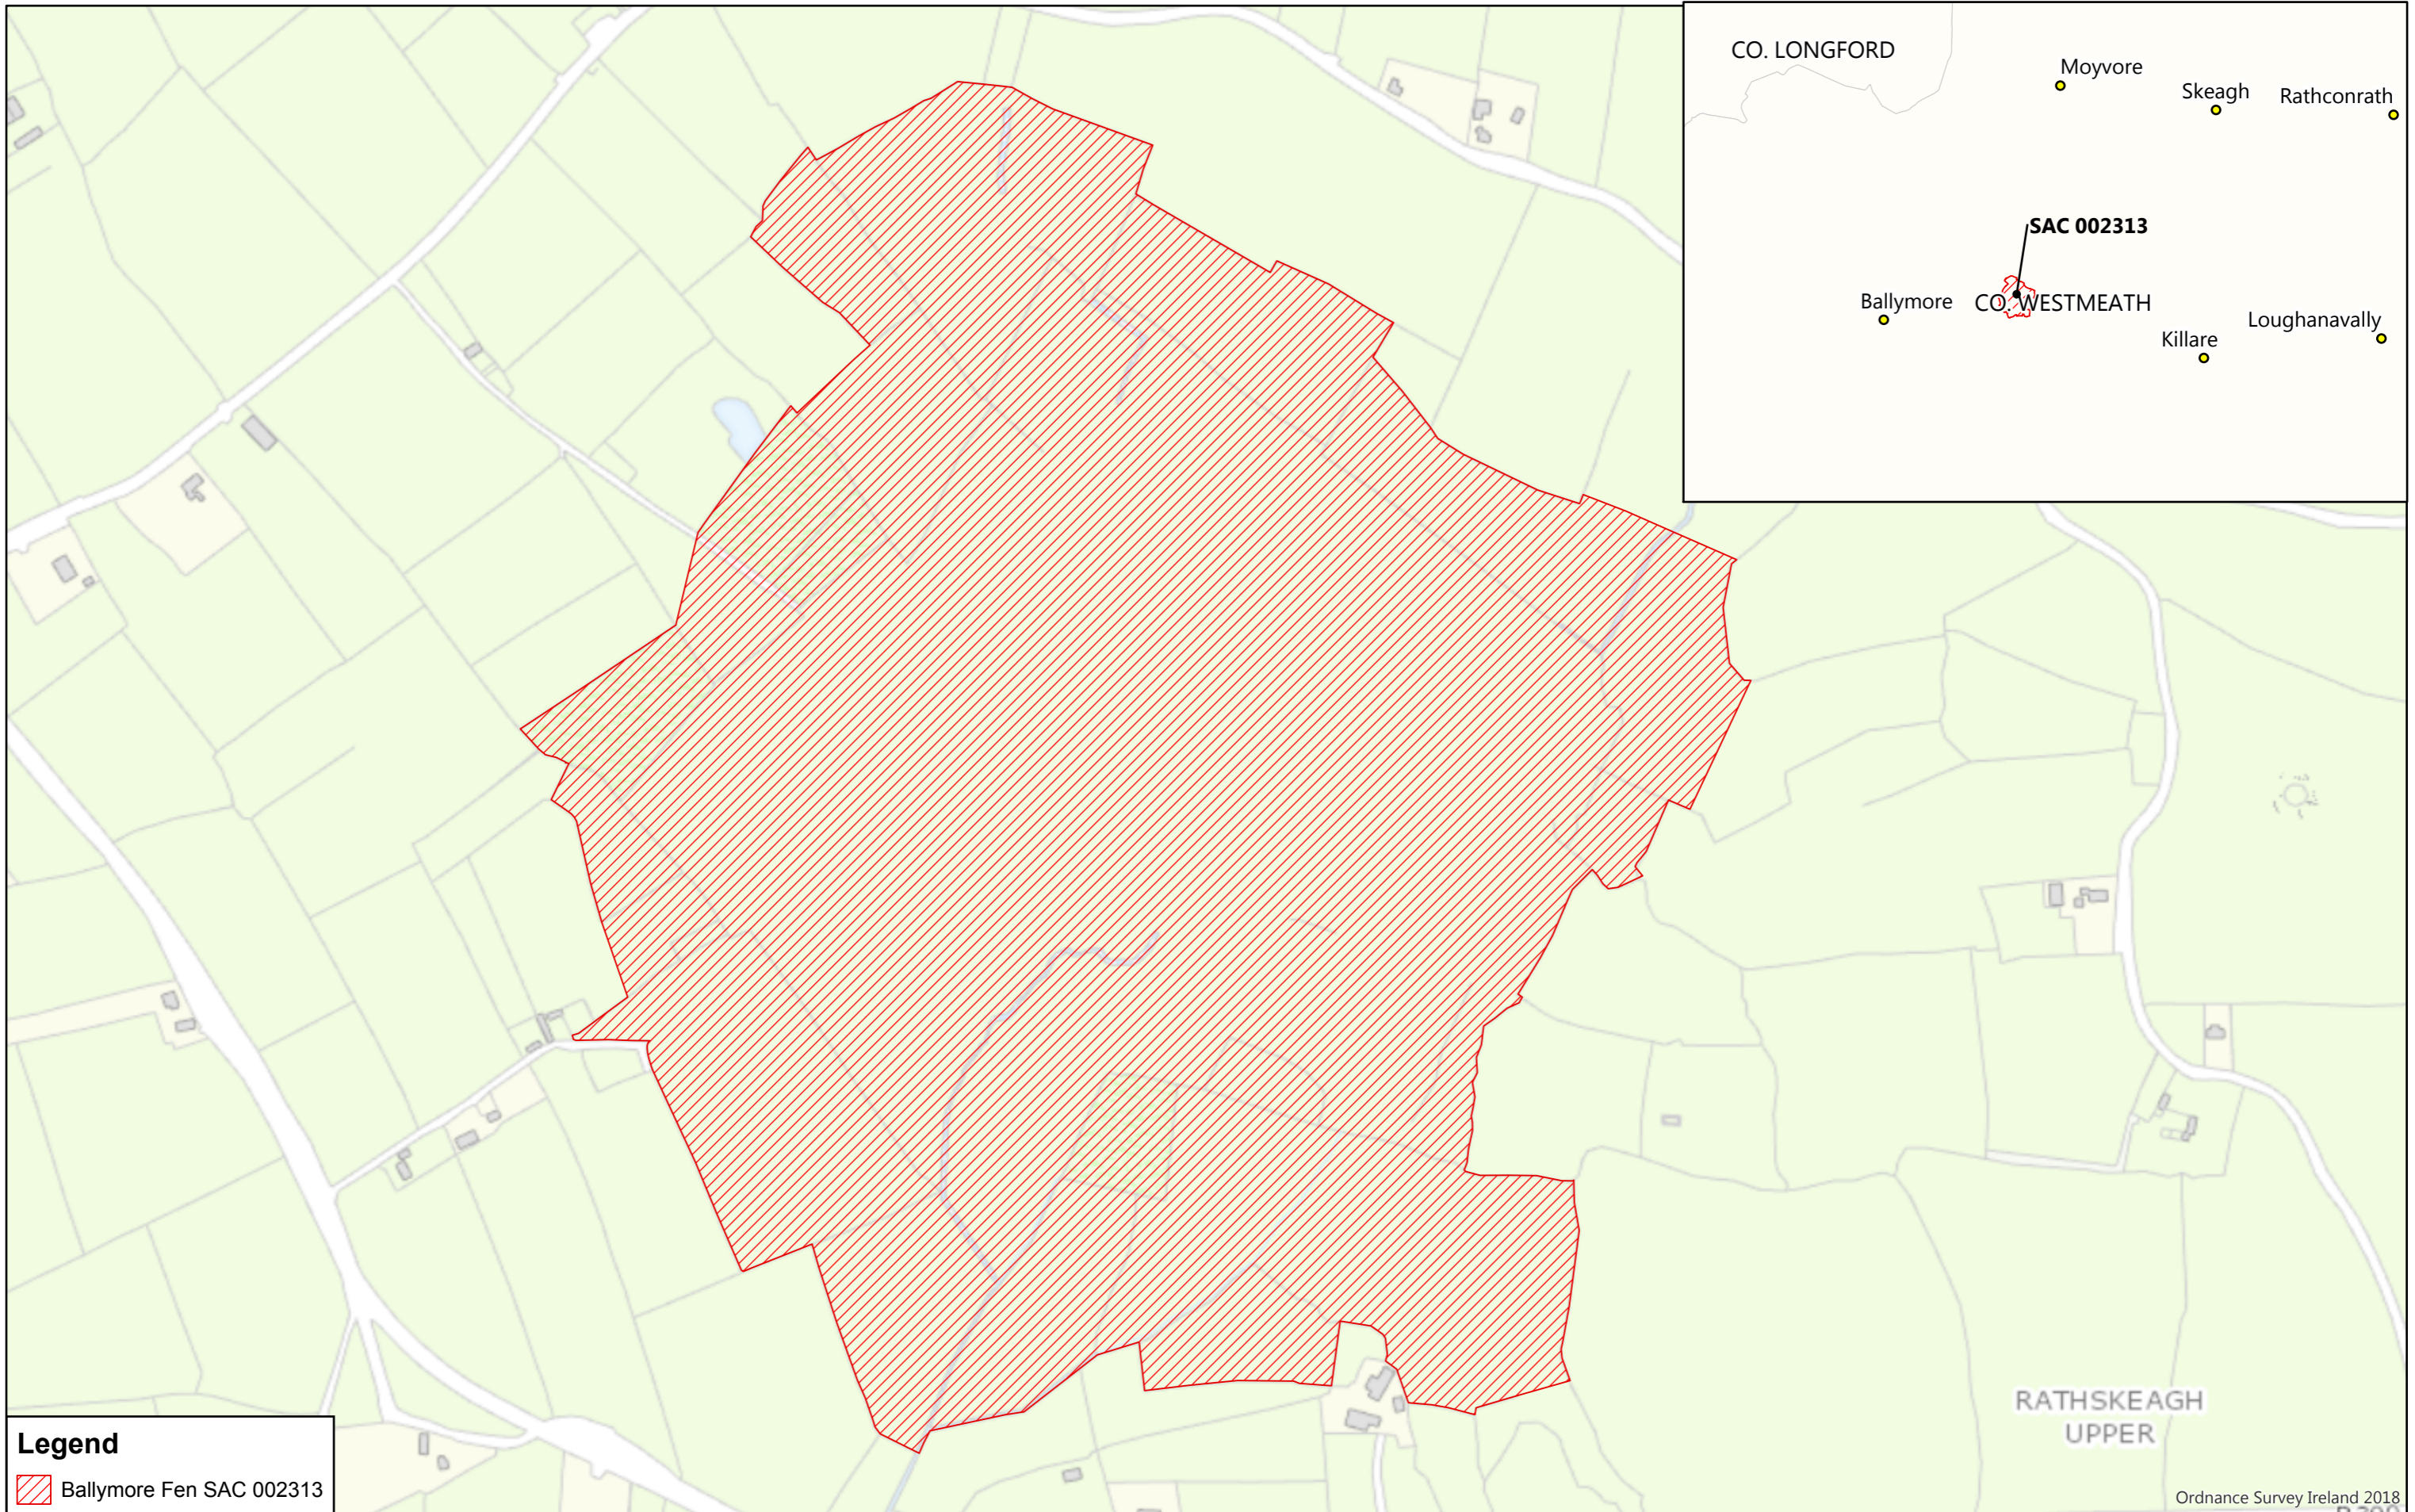 CO. LONGFORD
Moyvore
Skeagh
Rathconrath
SAC 002313
Ballymore
CO. WESTMEATH
Loughanavally
Killare
RATHSKEAGH
UPPER
Legend
Ballymore Fen SAC 002313
Ordnance Survey Ireland 2018